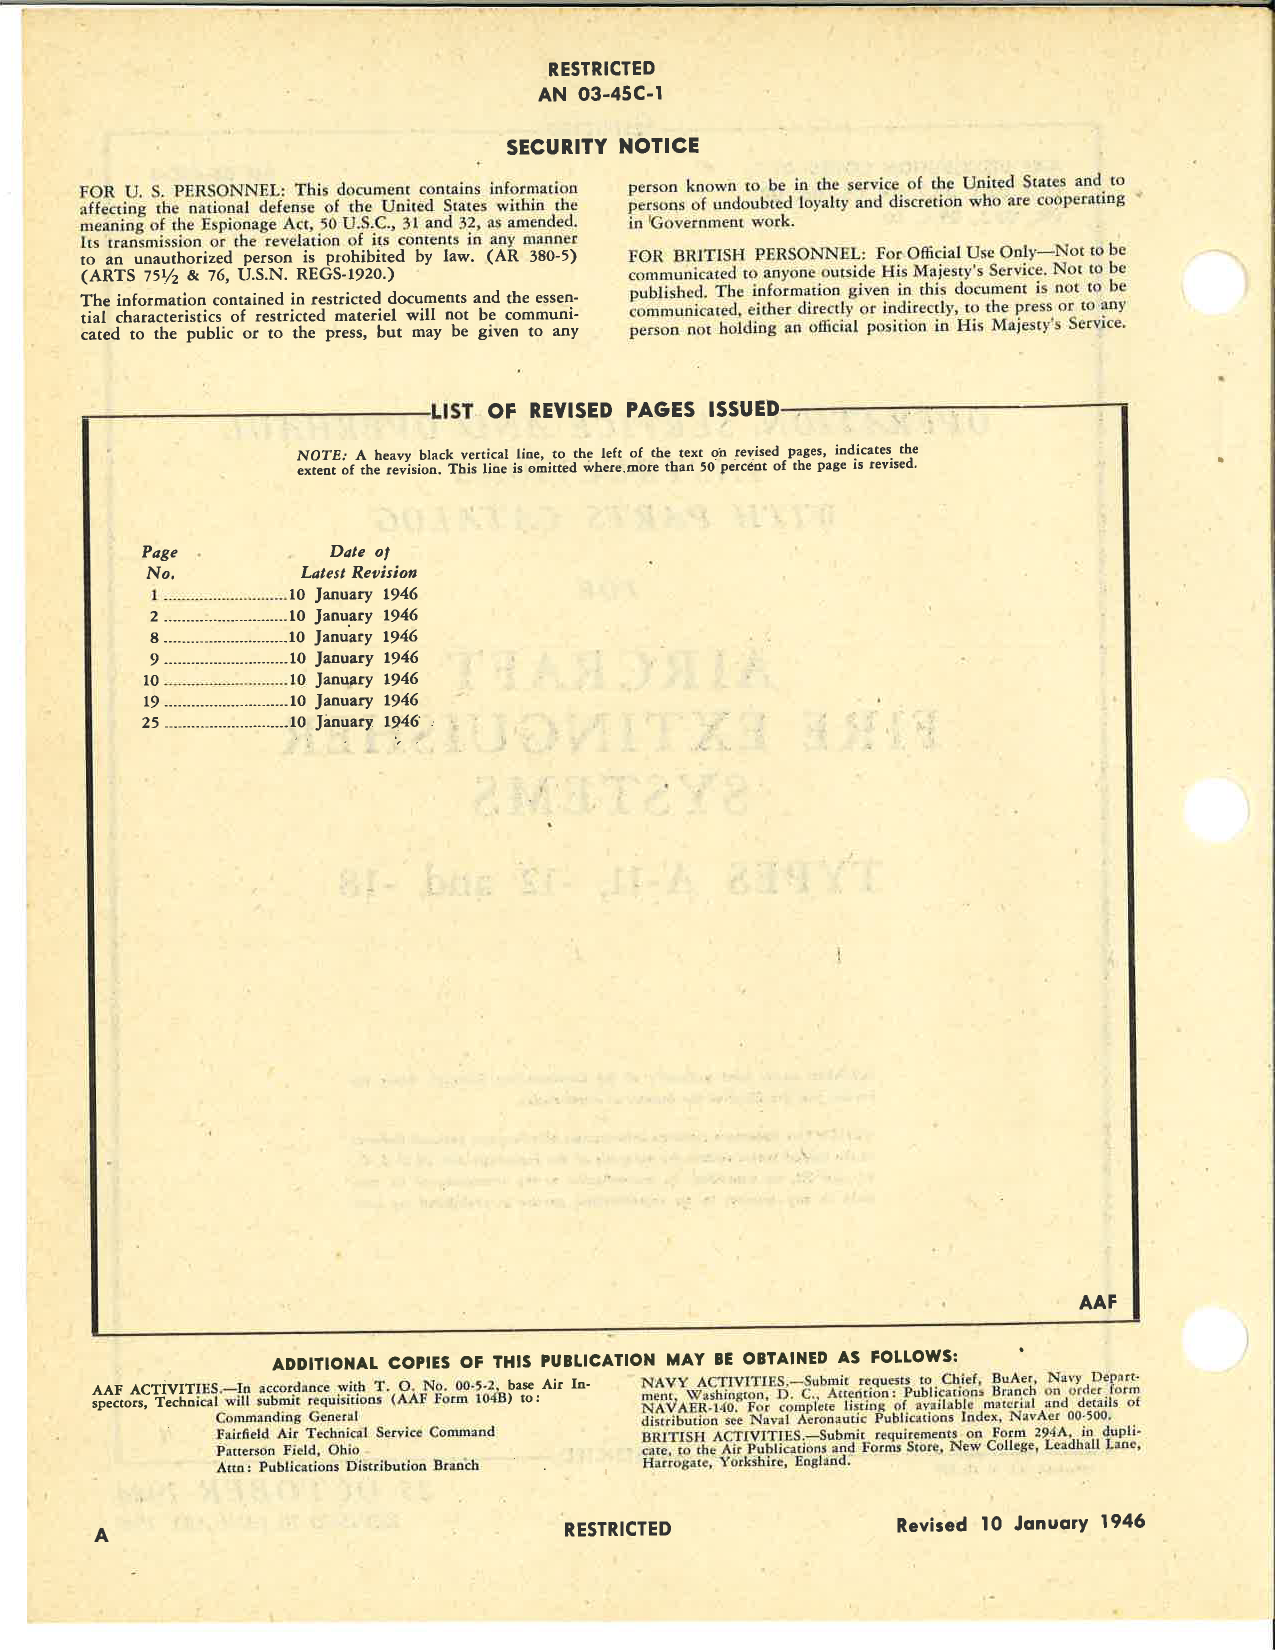 RESTRICTED
AN 03-45C-1
SECURITY NOTICE
FOR U. S. PERSONNEL: This document contains information
affecting the national defense of the United States within the
meaning of the Espionage Act, 50 U.S.C., 31 and 32, as amended.
Its transmission or the revelation of its contents in any manner
to an unauthorized person is prohibited by law. (AR 380-5)
(ARTS 75½ & 76, U.S.N. REGS-1920.)
The information contained in restricted documents and the essen-
tial characteristics of restricted materiel will not be communi-
cated to the public or to the press, but may be given to any
person known to be in the service of the United States and to
persons of undoubted loyalty and discretion who are cooperating
in Government work.
FOR BRITISH PERSONNEL: For Official Use Only—Not to be
communicated to anyone outside His Majesty's Service. Not to be
published. The information given in this document is not to be
communicated, either directly or indirectly, to the press or to any
person not holding an official position in His Majesty's Service.
LIST OF REVISED PAGES ISSUED
NOTE: A heavy black vertical line, to the left of the text on revised pages, indicates the
extent of the revision. This line is omitted where more than 50 percent of the page is revised.
Page Date of
No. Latest Revision
1 ..........................10 January 1946
2 ..........................10 January 1946
8 ..........................10 January 1946
9 ..........................10 January 1946
10 ..........................10 January 1946
19 ..........................10 January 1946
25 ..........................10 January 1946
AAF
ADDITIONAL COPIES OF THIS PUBLICATION MAY BE OBTAINED AS FOLLOWS:
AAF ACTIVITIES.—In accordance with T. O. No. 00-5-2, base Air In-
spectors, Technical will submit requisitions (AAF Form 104B) to:
Commanding General
Fairfield Air Technical Service Command
Patterson Field, Ohio
Attn: Publications Distribution Branch
NAVY ACTIVITIES.—Submit requests to Chief, BuAer, Navy Depart-
ment, Washington, D. C., Attention: Publications Branch on order form
NAVAER-140. For complete listing of available material and details of
distribution see Naval Aeronautic Publications Index, NavAer 00-500.
BRITISH ACTIVITIES.—Submit requirements on Form 294A, in dupli-
cate, to the Air Publications and Forms Store, New College, Leadhall Lane,
Harrogate, Yorkshire, England.
A
RESTRICTED
Revised 10 January 1946